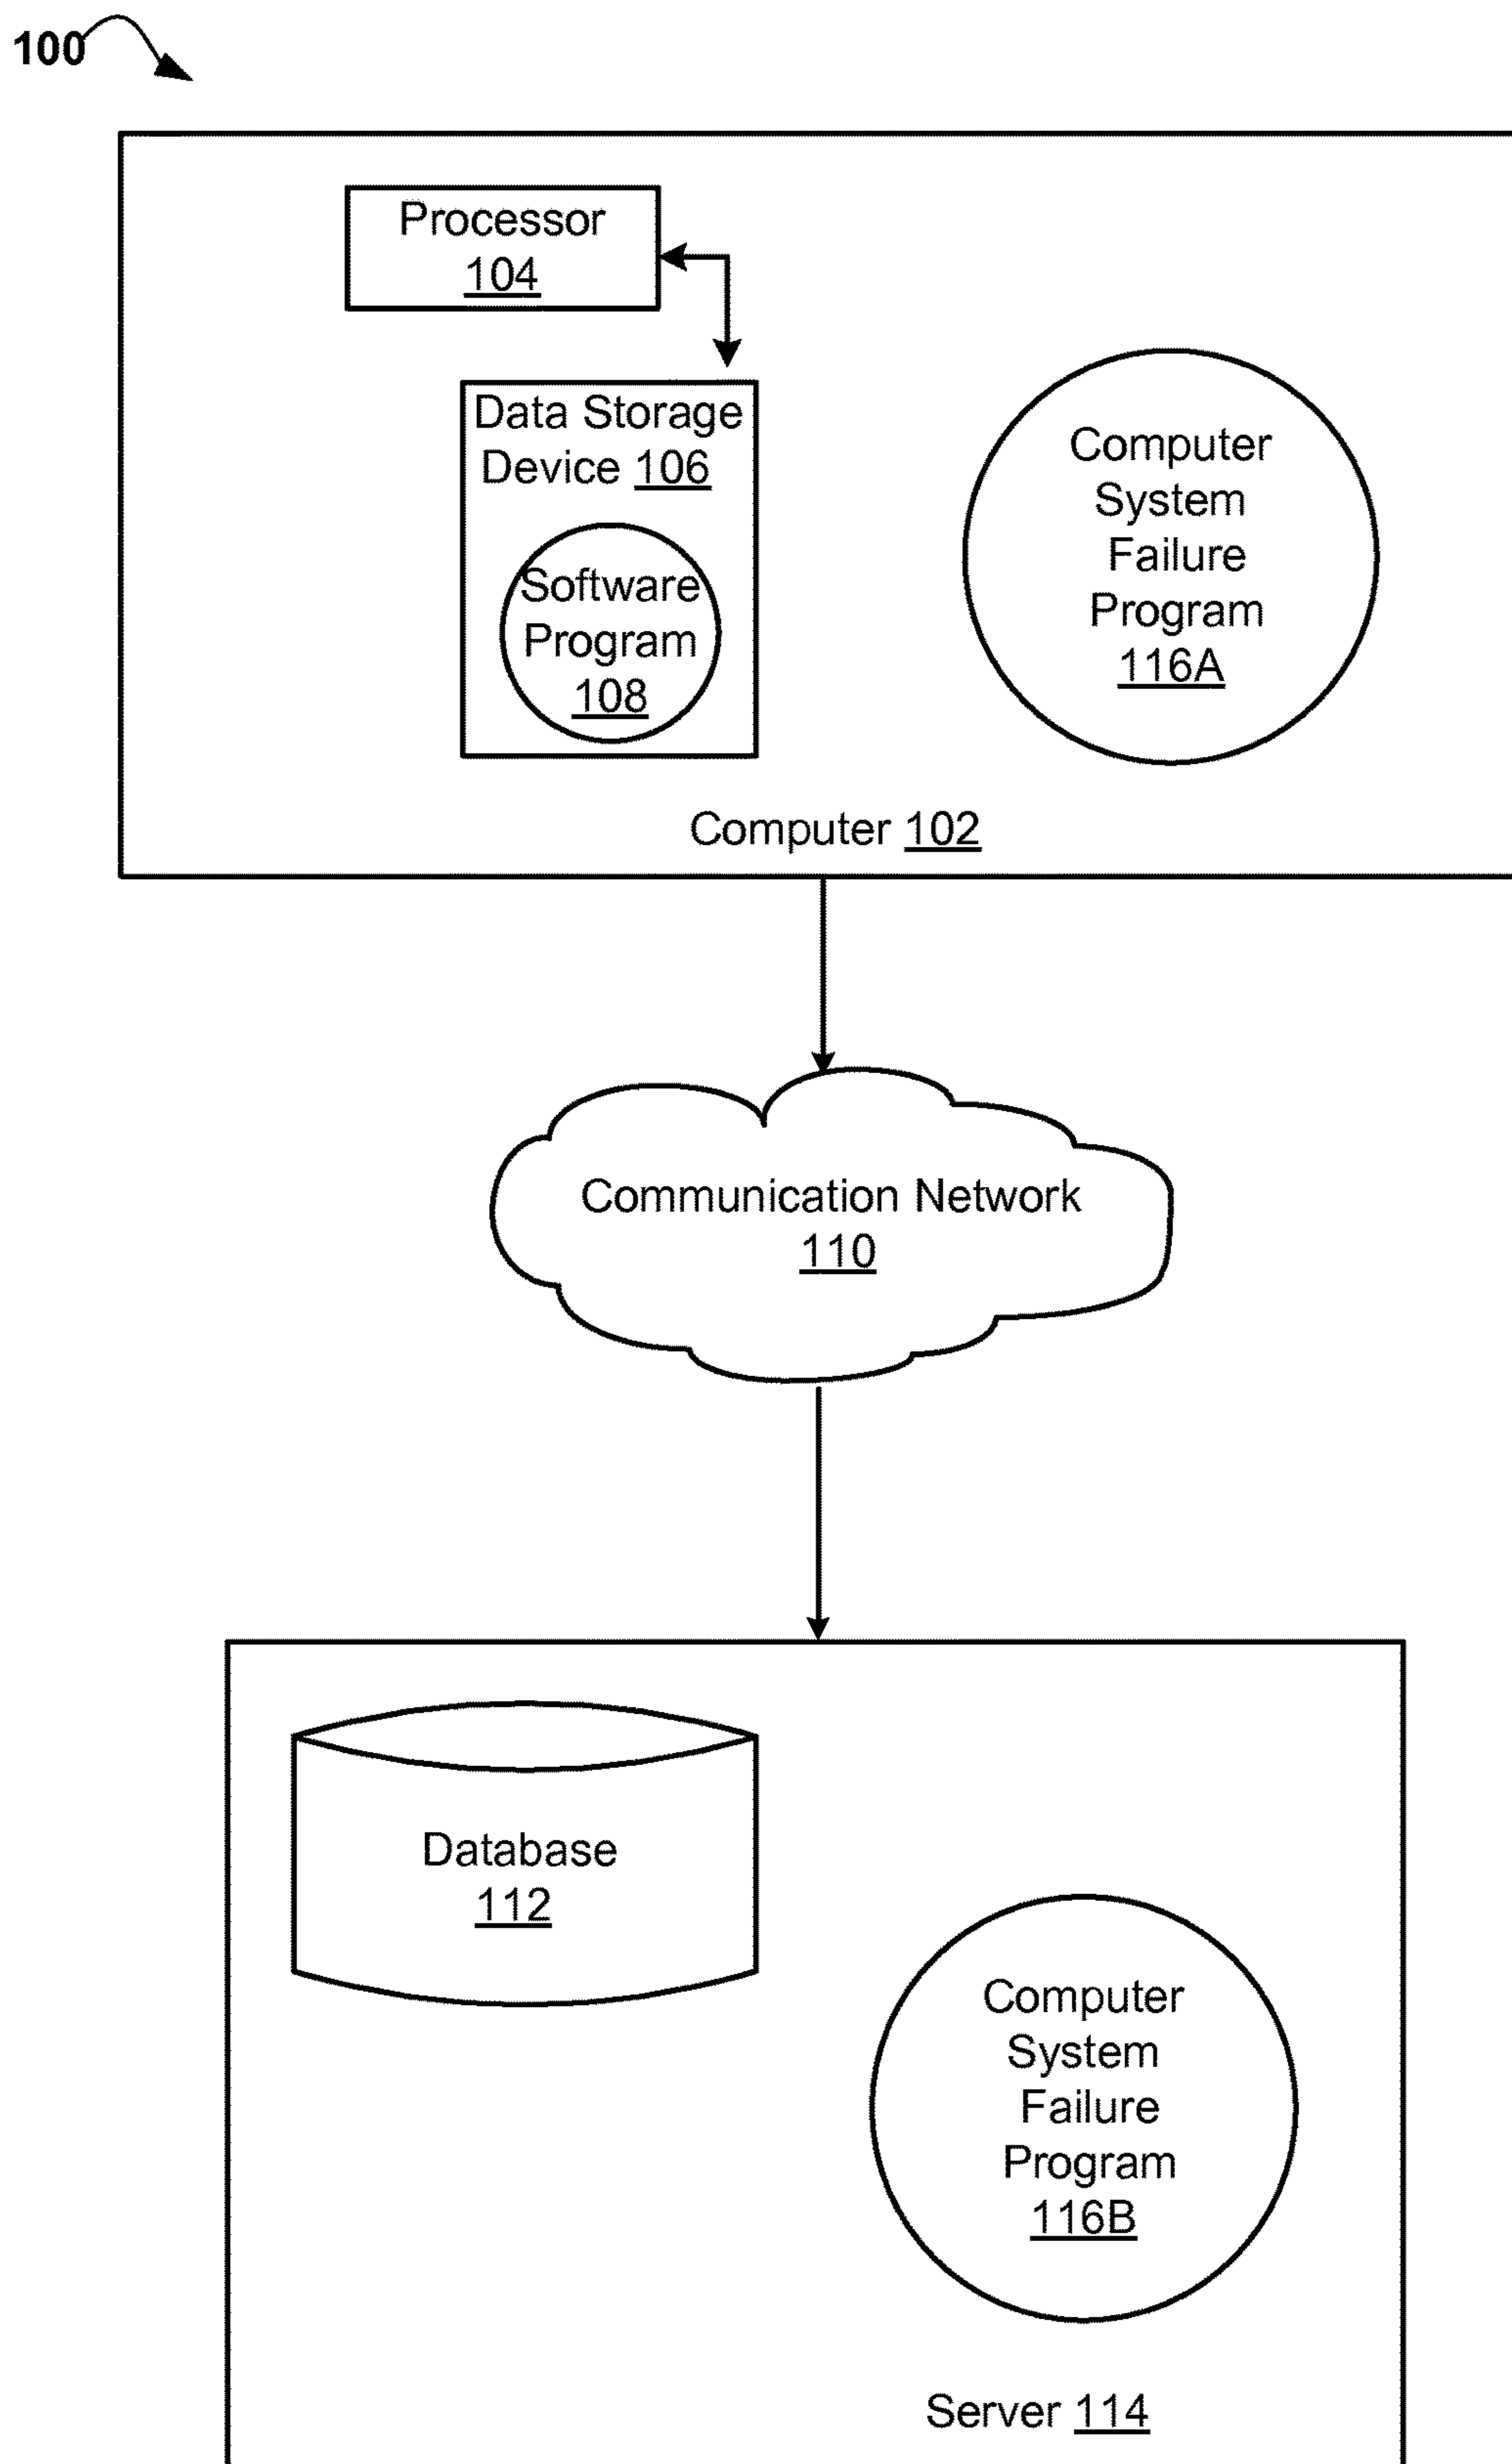 100
Processor
104
Data Storage
Device 106
Software
Program
108
Computer
System
Failure
Program
116A
Computer 102
Communication Network
110
Database
112
Computer
System
Failure
Program
116B
Server 114